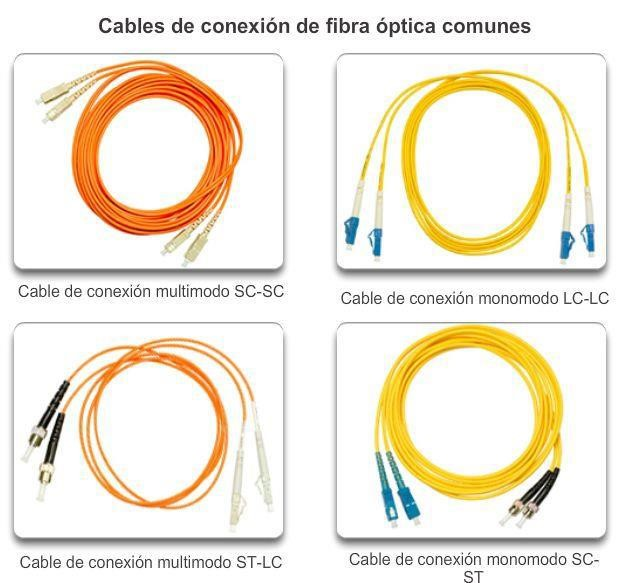 Cables de conexión de fibra óptica comunes
Cable de conexión multimodo SC-SC
Cable de conexión monomodo LC-LC
Cable de conexión multimodo ST-LC
Cable de conexión monomodo SC-
ST